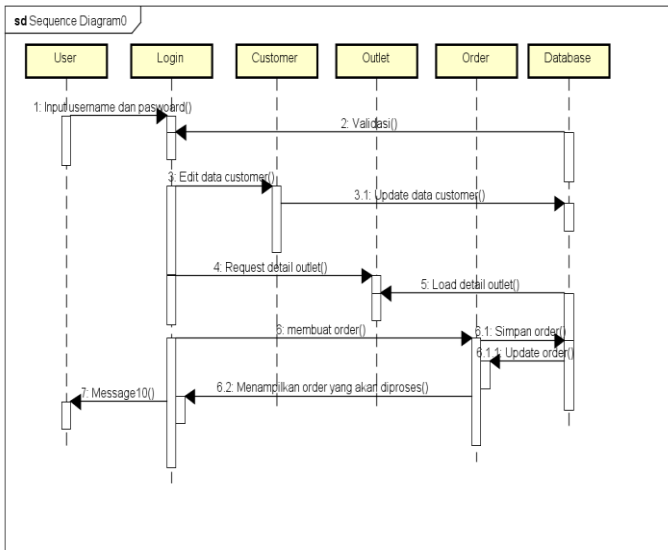 sd Sequence Diagram0
User
Login
Customer
Outlet
Order
Database
1: Input username dan pasword()
2: Validasi()
3: Edit data customer()
3.1: Update data customer()
4: Request detail outlet()
5: Load detail outlet()
6: membuat order()
6.1: Simpan order()
6.1.1: Update order()
6.2: Menampilkan order yang akan diproses()
7: Message10()